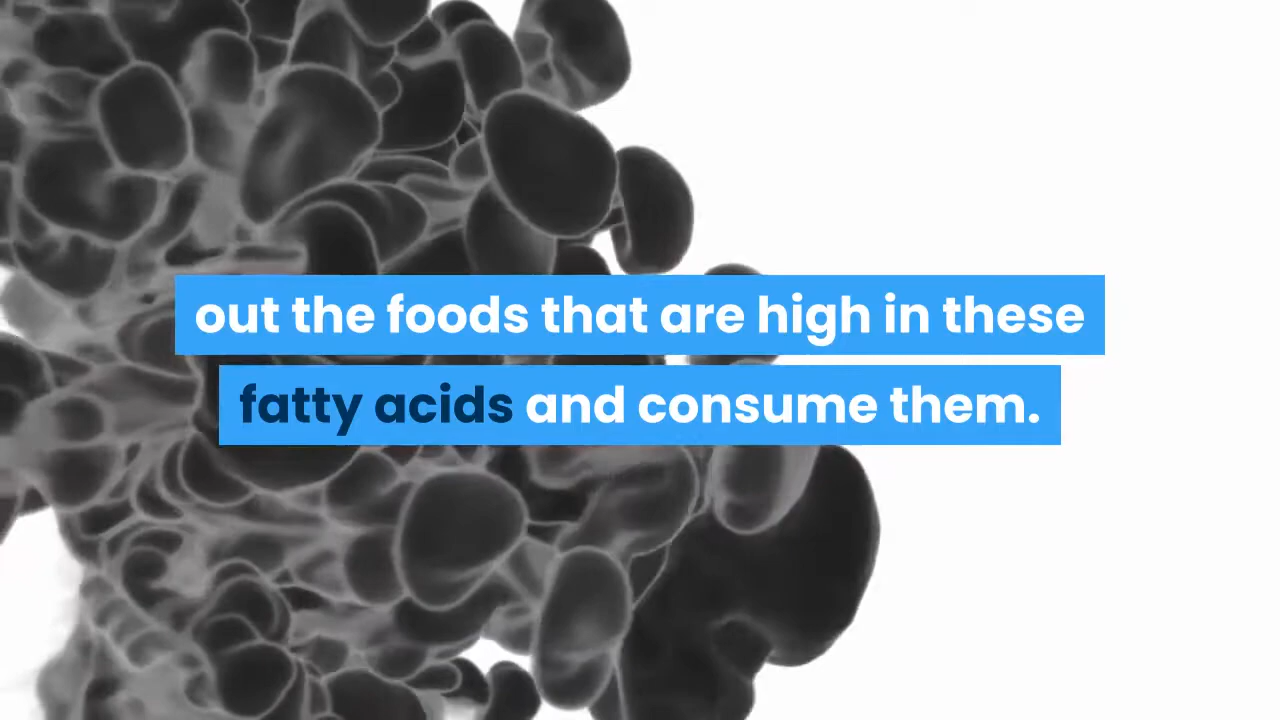 out the foods that are high in these
fatty acids and consume them.